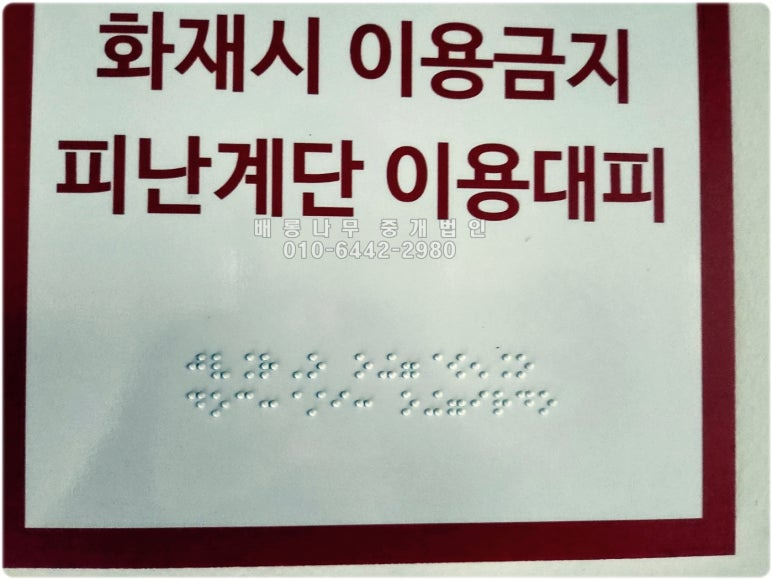 화재시 이용금지
피난계단 이용대피
배롱나무 중개법인
010-6442-2980